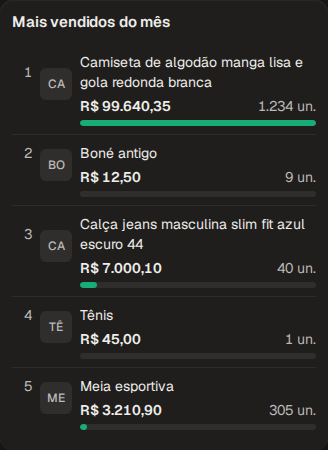 Mais vendidos do mês
1
CA
Camiseta de algodão manga lisa e
gola redonda branca
R$ 99.640,35 1.234 un.
2
BO
Boné antigo
R$ 12,50 9 un.
3
CA
Calça jeans masculina slim fit azul
escuro 44
R$ 7.000,10 40 un.
4
TÊ
Tênis
R$ 45,00 1 un.
5
ME
Meia esportiva
R$ 3.210,90 305 un.